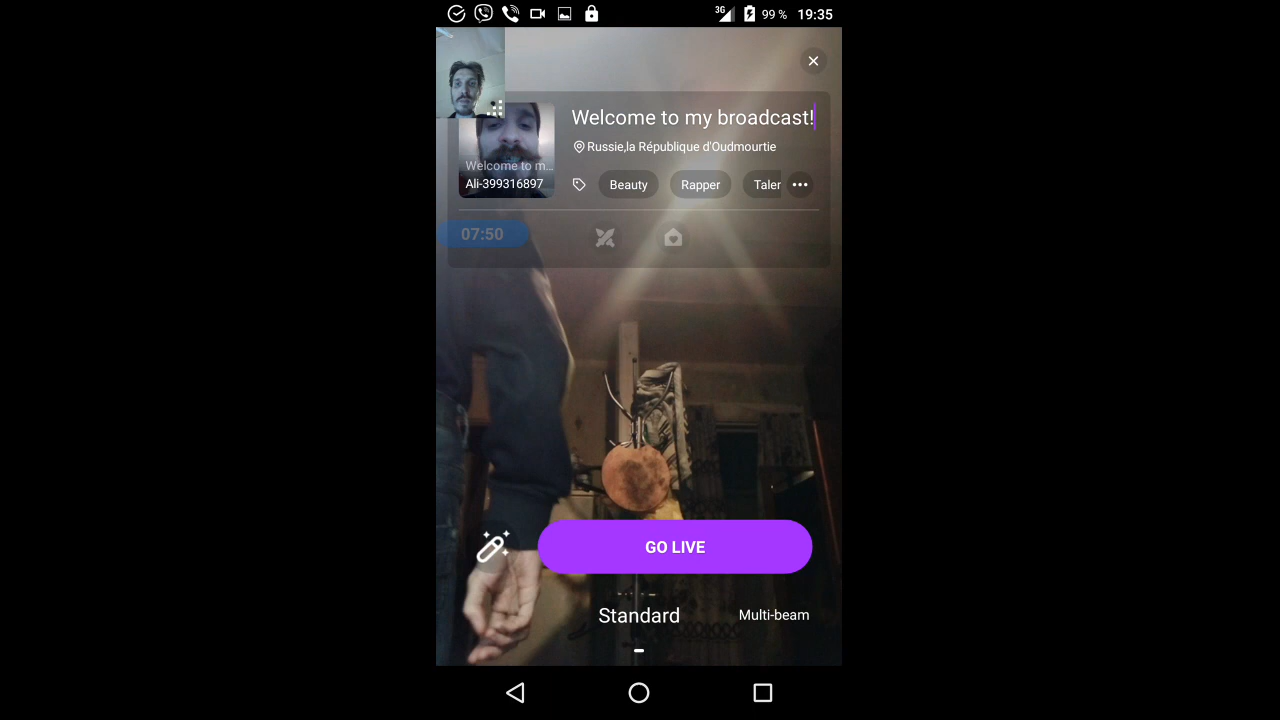 3G 99 % 19:35
Welcome to my broadcast!
Russie,la République d'Oudmourtie
Welcome to m...
Ali-399316897
Beauty Rapper Taler
07:50
GO LIVE
Standard Multi-beam